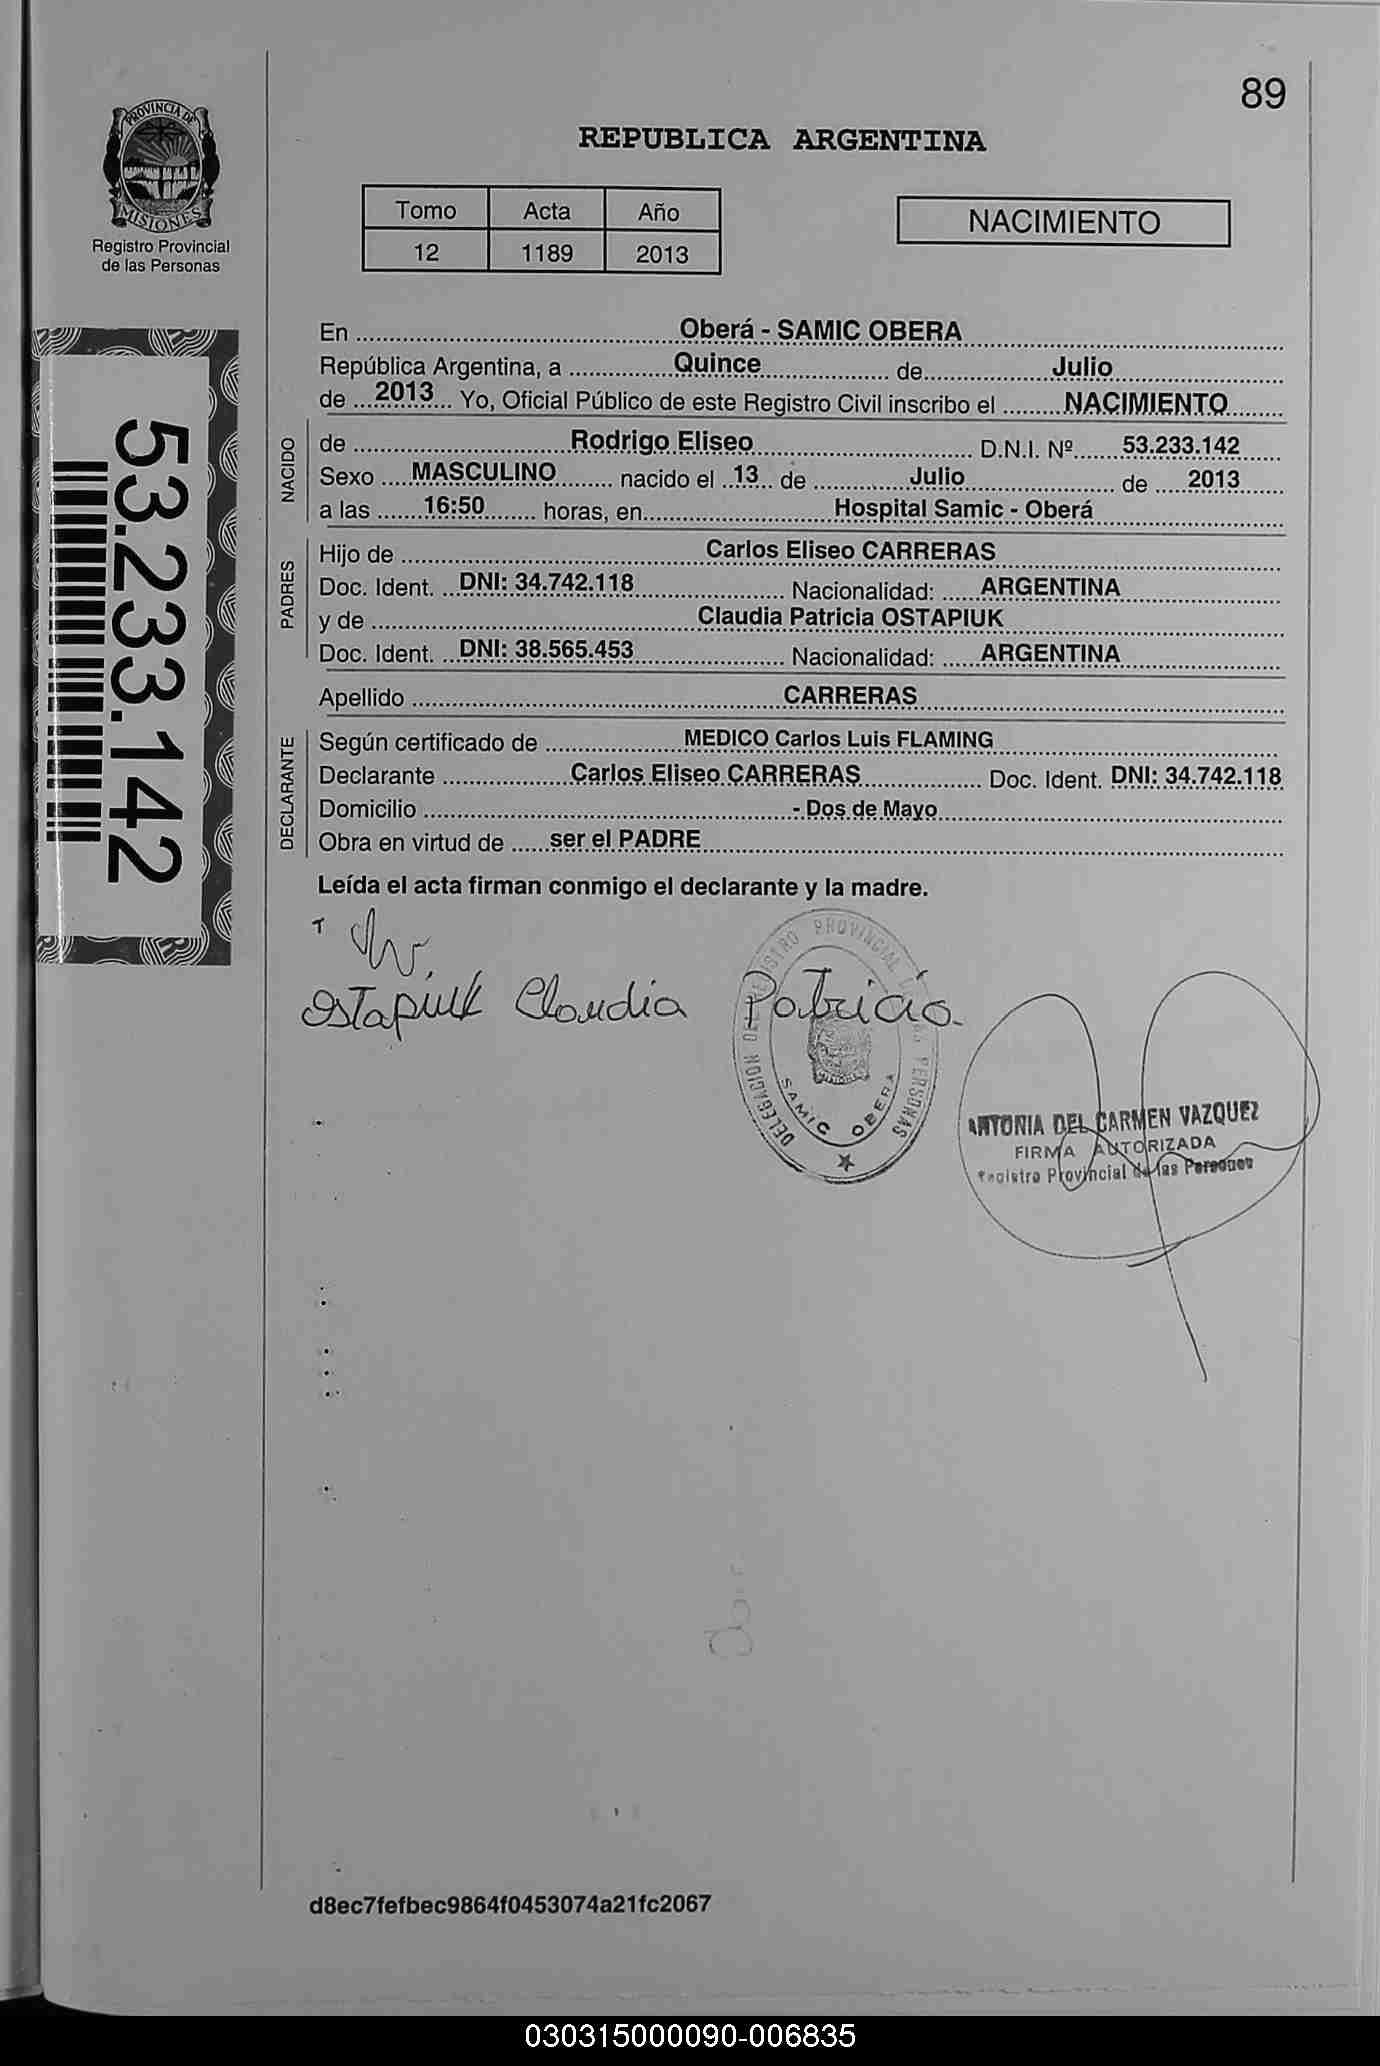 89
PROVINCIA DE
MISIONES
Registro Provincial
de las Personas
REPUBLICA ARGENTINA
Tomo Acta Año
12 1189 2013
NACIMIENTO
53.233.142
En Oberá - SAMIC OBERA
República Argentina, a Quince de Julio
de 2013 Yo, Oficial Público de este Registro Civil inscribo el NACIMIENTO
NACIDO
de Rodrigo Eliseo D.N.I. Nº 53.233.142
Sexo MASCULINO nacido el 13 de Julio de 2013
a las 16:50 horas, en Hospital Samic - Oberá
PADRES
Hijo de Carlos Eliseo CARRERAS
Doc. Ident. DNI: 34.742.118 Nacionalidad: ARGENTINA
y de Claudia Patricia OSTAPIUK
Doc. Ident. DNI: 38.565.453 Nacionalidad: ARGENTINA
Apellido CARRERAS
DECLARANTE
Según certificado de MEDICO Carlos Luis FLAMING
Declarante Carlos Eliseo CARRERAS Doc. Ident. DNI: 34.742.118
Domicilio - Dos de Mayo
Obra en virtud de ser el PADRE
Leída el acta firman conmigo el declarante y la madre.
Ostapiuk Claudia Patricia.
DELEGACION DEL REGISTRO PROVINCIAL DE LAS PERSONAS
SAMIC OBERA
ANTONIA DEL CARMEN VAZQUEZ
FIRMA AUTORIZADA
Registro Provincial de las Personas
d8ec7fefbec9864f0453074a21fc2067
030315000090-006835